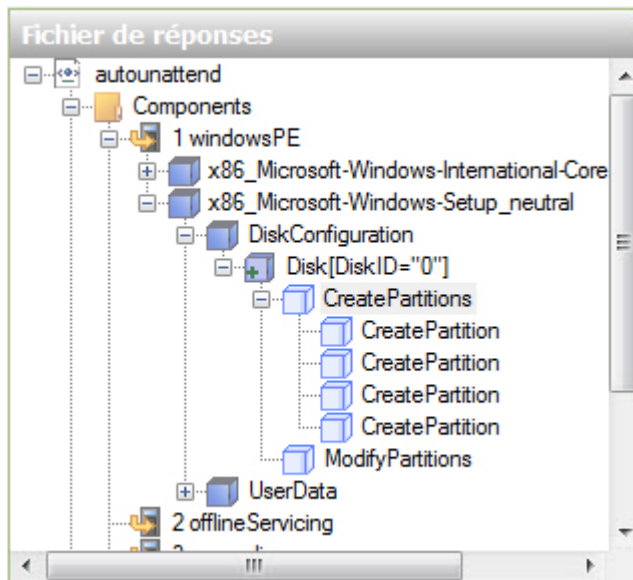 Fichier de réponses
autounattend
Components
1 windowsPE
x86_Microsoft-Windows-International-Core
x86_Microsoft-Windows-Setup_neutral
DiskConfiguration
Disk[DiskID="0"]
CreatePartitions
CreatePartition
CreatePartition
CreatePartition
CreatePartition
ModifyPartitions
UserData
2 offlineServicing